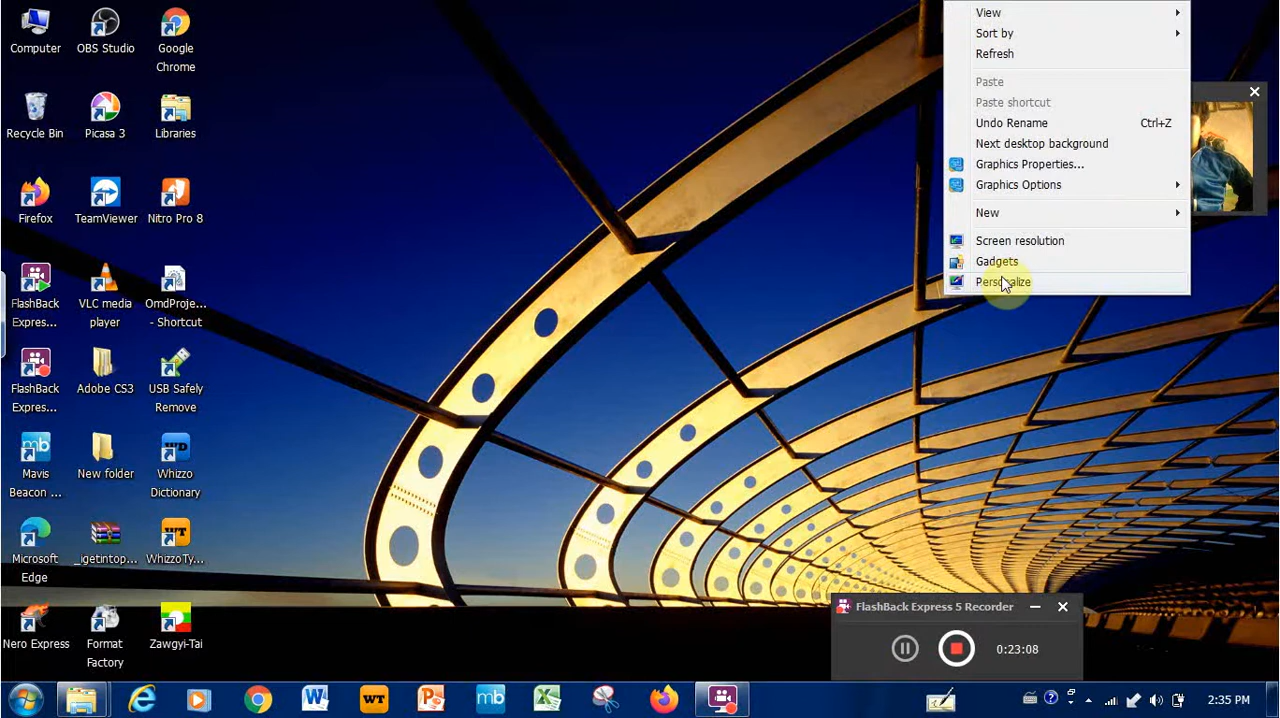 Computer
OBS Studio
Google
Chrome
Recycle Bin
Picasa 3
Libraries
Firefox
TeamViewer
Nitro Pro 8
FlashBack
Expres...
VLC media
player
OmdProje...
- Shortcut
FlashBack
Expres...
Adobe CS3
USB Safely
Remove
Mavis
Beacon ...
New folder
Whizzo
Dictionary
Microsoft
Edge
_igetintop...
WhizzoTy...
Nero Express
Format
Factory
Zawgyi-Tai
View
Sort by
Refresh
Paste
Paste shortcut
Undo Rename Ctrl+Z
Next desktop background
Graphics Properties...
Graphics Options
New
Screen resolution
Gadgets
Personalize
FlashBack Express 5 Recorder
0:23:08
2:35 PM